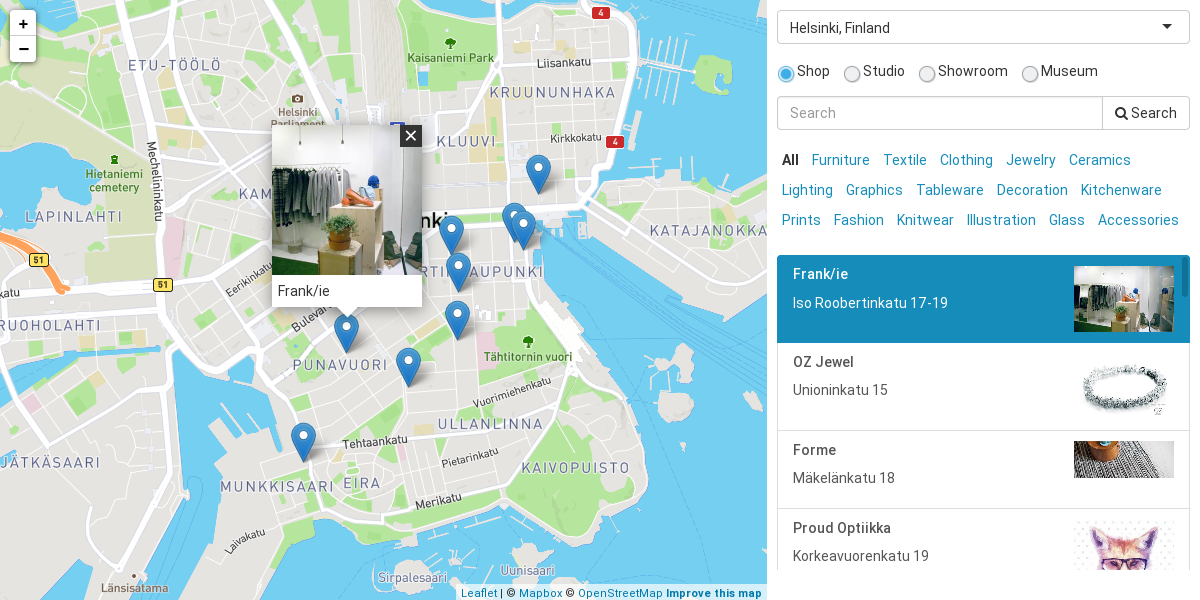 +
−
ETU-TÖÖLÖ
4
Kaisaniemi Park
Liisankatu
KRUUNUNHAKA
Helsinki
Parliament
Mechelininkatu
KLUUVI
Kirkkokatu
4
Hietaniemi
cemetery
KAM
LAPINLAHTI
nki
KATAJANOKKA
51
51
RTI
AUPUNKI
katu
Eerikinkatu
RUOHOLAHTI
Bulevar
Frank/ie
PUNAVUORI
Tähtitornin vuori
Vuorimiehenkatu
ULLANLINNA
Tehtaankatu
Pietarinkatu
JÄTKÄSAARI
KAIVOPUISTO
MUNKKISAARI
EIRA
Merikatu
Laivakatu
Länsisatama
Sirpalesaari
Uunisaari
Leaflet | © Mapbox © OpenStreetMap Improve this map
Helsinki, Finland
Shop Studio Showroom Museum
Search Search
All Furniture Textile Clothing Jewelry Ceramics
Lighting Graphics Tableware Decoration Kitchenware
Prints Fashion Knitwear Illustration Glass Accessories
Frank/ie
Iso Roobertinkatu 17-19
OZ Jewel
Unioninkatu 15
Forme
Mäkelänkatu 18
Proud Optiikka
Korkeavuorenkatu 19